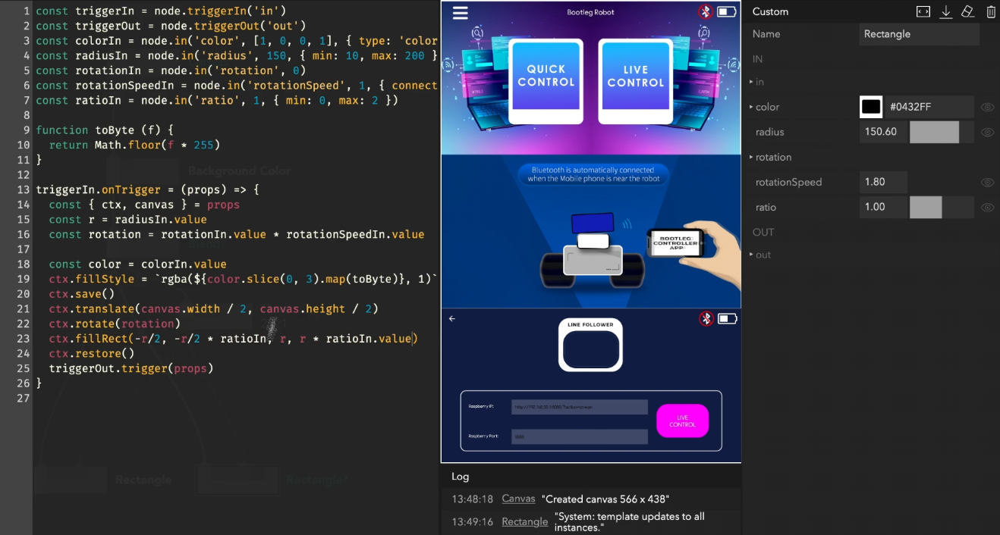 1 const triggerIn = node.triggerIn('in')
2 const triggerOut = node.triggerOut('out')
3 const colorIn = node.in('color', [1, 0, 0, 1], { type: 'color
4 const radiusIn = node.in('radius', 150, { min: 10, max: 200 }
5 const rotationIn = node.in('rotation', 0)
6 const rotationSpeedIn = node.in('rotationSpeed', 1, { connect
7 const ratioIn = node.in('ratio', 1, { min: 0, max: 2 })
8
9 function toByte (f) {
10 return Math.floor(f * 255)
11 }
12
13 triggerIn.onTrigger = (props) => {
14 const { ctx, canvas } = props
15 const r = radiusIn.value
16 const rotation = rotationIn.value * rotationSpeedIn.value
17
18 const color = colorIn.value
19 ctx.fillStyle = `rgba(${color.slice(0, 3).map(toByte)}, 1)`
20 ctx.save()
21 ctx.translate(canvas.width / 2, canvas.height / 2)
22 ctx.rotate(rotation)
23 ctx.fillRect(-r/2, -r/2 * ratioIn, r, r * ratioIn.value)
24 ctx.restore()
25 triggerOut.trigger(props)
26 }
27
Background Color
Rectangle
Rectangle*
Bootleg Robot
QUICK
CONTROL
LIVE
CONTROL
Bluetooth is automatically connected
when the Mobile phone is near the robot
BOOTLEG
CONTROLLER
APP
LINE FOLLOWER
Raspberry IP:
Raspberry Port:
LIVE
CONTROL
Log
13:48:18 Canvas "Created canvas 566 x 438"
13:49:16 Rectangle "System: template updates to all
instances."
Custom
Name Rectangle
IN
in
color #0432FF
radius 150.60
rotation
rotationSpeed 1.80
ratio 1.00
OUT
out